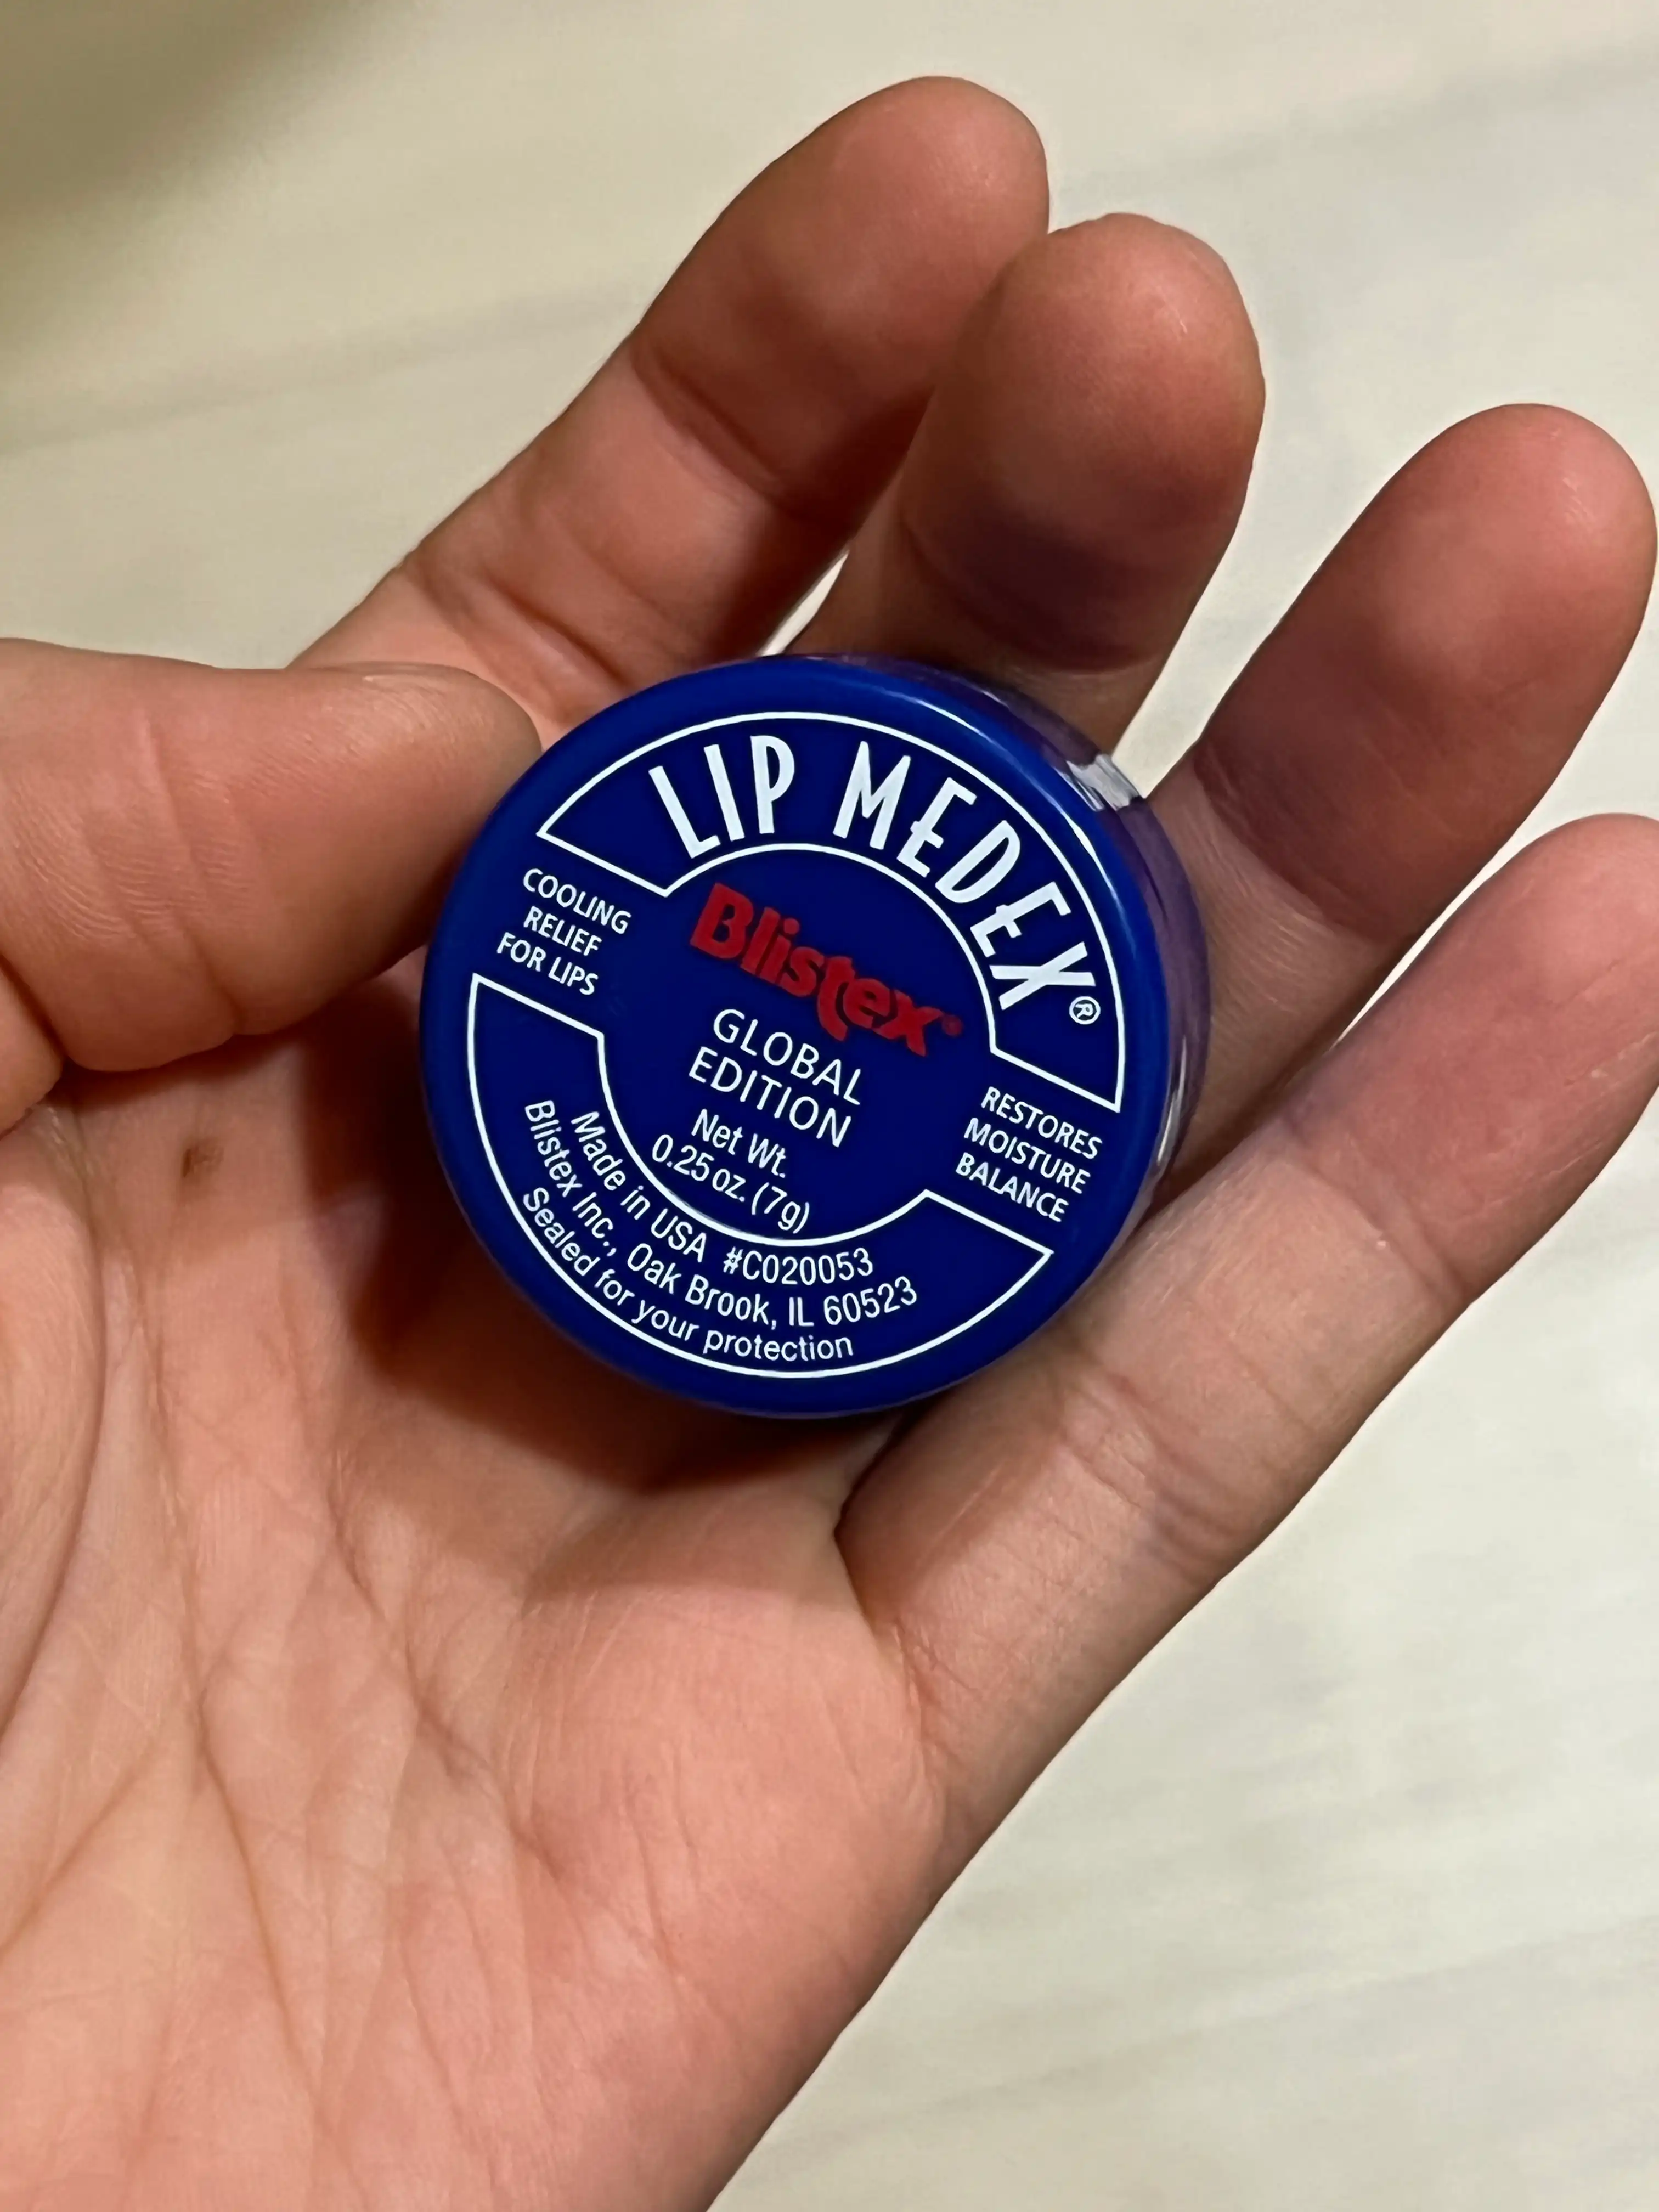 LIP MEDEX®
COOLING
RELIEF
FOR LIPS
Blistex®
GLOBAL
EDITION
Net Wt.
0.25 oz. (7g)
RESTORES
MOISTURE
BALANCE
Made in USA #C020053
Blistex Inc., Oak Brook, IL 60523
Sealed for your protection